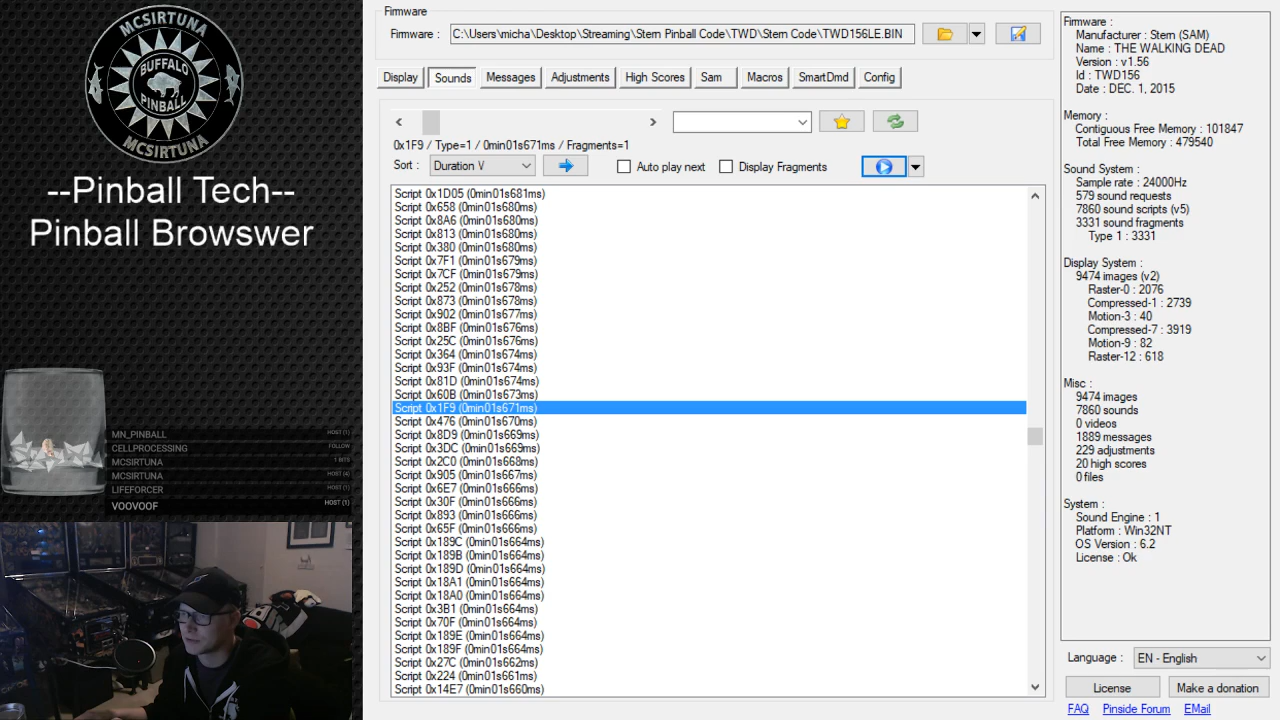 MCSIRTUNA
BUFFALO
PINBALL
MCSIRTUNA
--Pinball Tech--
Pinball Browswer
MN_PINBALL HOST (1)
CELLPROCESSING FOLLOW
MCSIRTUNA 1 BITS
MCSIRTUNA HOST (4)
LIFEFORCER HOST (1)
VOOVOOF HOST (1)
Firmware
Firmware : C:\Users\micha\Desktop\Streaming\Stern Pinball Code\TWD\Stern Code\TWD156LE.BIN
Display Sounds Messages Adjustments High Scores Sam Macros SmartDmd Config
0x1F9 / Type=1 / 0min01s671ms / Fragments=1
Sort : Duration V Auto play next Display Fragments
Script 0x1D05 (0min01s681ms)
Script 0x658 (0min01s680ms)
Script 0x8A6 (0min01s680ms)
Script 0x813 (0min01s680ms)
Script 0x380 (0min01s680ms)
Script 0x7F1 (0min01s679ms)
Script 0x7CF (0min01s679ms)
Script 0x252 (0min01s678ms)
Script 0x873 (0min01s678ms)
Script 0x902 (0min01s677ms)
Script 0x8BF (0min01s676ms)
Script 0x25C (0min01s676ms)
Script 0x364 (0min01s674ms)
Script 0x93F (0min01s674ms)
Script 0x81D (0min01s674ms)
Script 0x60B (0min01s673ms)
Script 0x1F9 (0min01s671ms)
Script 0x476 (0min01s670ms)
Script 0x8D9 (0min01s669ms)
Script 0x3DC (0min01s669ms)
Script 0x2C0 (0min01s668ms)
Script 0x905 (0min01s667ms)
Script 0x6E7 (0min01s666ms)
Script 0x30F (0min01s666ms)
Script 0x893 (0min01s666ms)
Script 0x65F (0min01s666ms)
Script 0x189C (0min01s664ms)
Script 0x189B (0min01s664ms)
Script 0x189D (0min01s664ms)
Script 0x18A1 (0min01s664ms)
Script 0x18A0 (0min01s664ms)
Script 0x3B1 (0min01s664ms)
Script 0x70F (0min01s664ms)
Script 0x189E (0min01s664ms)
Script 0x189F (0min01s664ms)
Script 0x27C (0min01s662ms)
Script 0x224 (0min01s661ms)
Script 0x14E7 (0min01s660ms)
Firmware :
Manufacturer : Stern (SAM)
Name : THE WALKING DEAD
Version : v1.56
Id : TWD156
Date : DEC. 1, 2015
Memory :
Contiguous Free Memory : 101847
Total Free Memory : 479540
Sound System :
Sample rate : 24000Hz
579 sound requests
7860 sound scripts (v5)
3331 sound fragments
Type 1 : 3331
Display System :
9474 images (v2)
Raster-0 : 2076
Compressed-1 : 2739
Motion-3 : 40
Compressed-7 : 3919
Motion-9 : 82
Raster-12 : 618
Misc :
9474 images
7860 sounds
0 videos
1889 messages
229 adjustments
20 high scores
0 files
System :
Sound Engine : 1
Platform : Win32NT
OS Version : 6.2
License : Ok
Language : EN - English
License Make a donation
FAQ Pinside Forum EMail